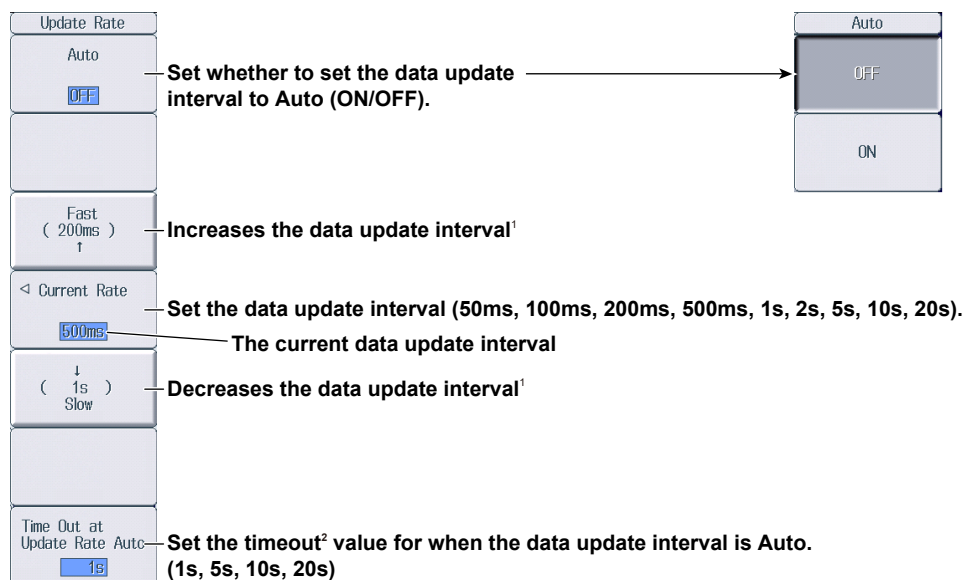 Update Rate
Auto
OFF
Set whether to set the data update
interval to Auto (ON/OFF).
Auto
OFF
ON
Fast
( 200ms )
↑
Increases the data update interval¹
◁ Current Rate
500ms
Set the data update interval (50ms, 100ms, 200ms, 500ms, 1s, 2s, 5s, 10s, 20s).
The current data update interval
↓
( 1s )
Slow
Decreases the data update interval¹
Time Out at
Update Rate Auto
1s
Set the timeout² value for when the data update interval is Auto.
(1s, 5s, 10s, 20s)